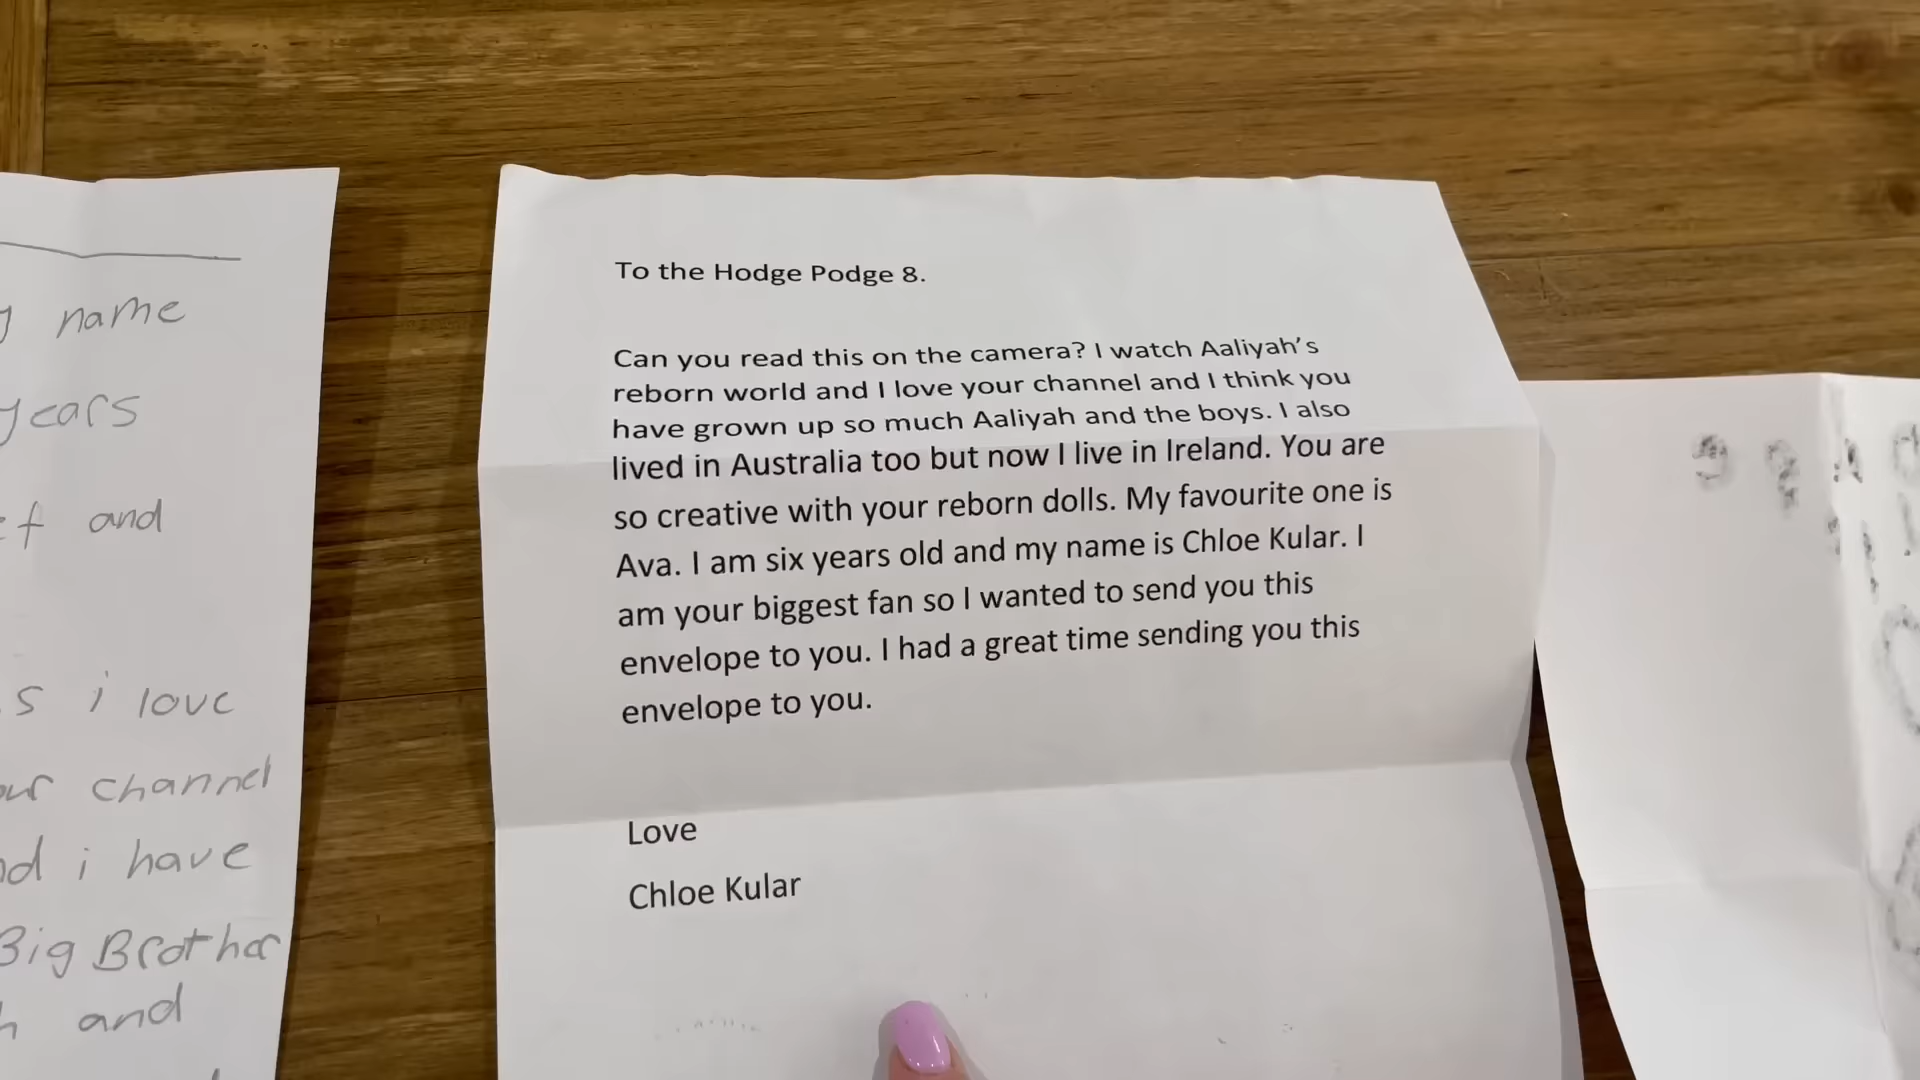 name
years
and
s i love
our channel
nd i have
Big Brother
and
To the Hodge Podge 8.
Can you read this on the camera? I watch Aaliyah's
reborn world and I love your channel and I think you
have grown up so much Aaliyah and the boys. I also
lived in Australia too but now I live in Ireland. You are
so creative with your reborn dolls. My favourite one is
Ava. I am six years old and my name is Chloe Kular. I
am your biggest fan so I wanted to send you this
envelope to you. I had a great time sending you this
envelope to you.
Love
Chloe Kular